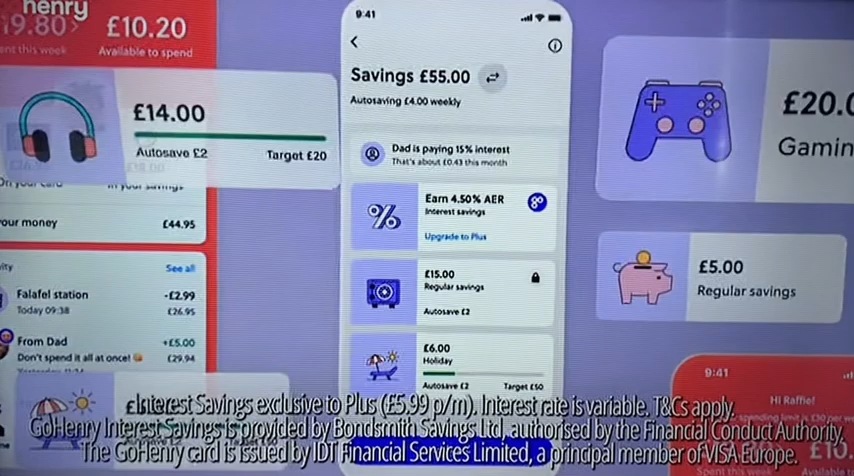 henry
£10.20
Available to spend
£14.00
Autosave £2
Target £20
your money
£44.95
See all
Falafel station
-£2.99
Today 09:38
£26.95
From Dad
+£5.00
Don't spend it all at once!
£29.94
9:41
Savings £55.00
Autosaving £4.00 weekly
Dad is paying 15% interest
That's about £0.43 this month
Earn 4.50% AER
Interest savings
Upgrade to Plus
£15.00
Regular savings
Autosave £2
£6.00
Holiday
Autosave £2
Target £50
£20.0
Gamin
£5.00
Regular savings
9:41
Hi Raffie!
Interest Savings exclusive to Plus (£5.99 p/m). Interest rate is variable. T&Cs apply.
GoHenry Interest Savings is provided by Bondsmith Savings Ltd, authorised by the Financial Conduct Authority.
The GoHenry card is issued by IDT Financial Services Limited, a principal member of VISA Europe.